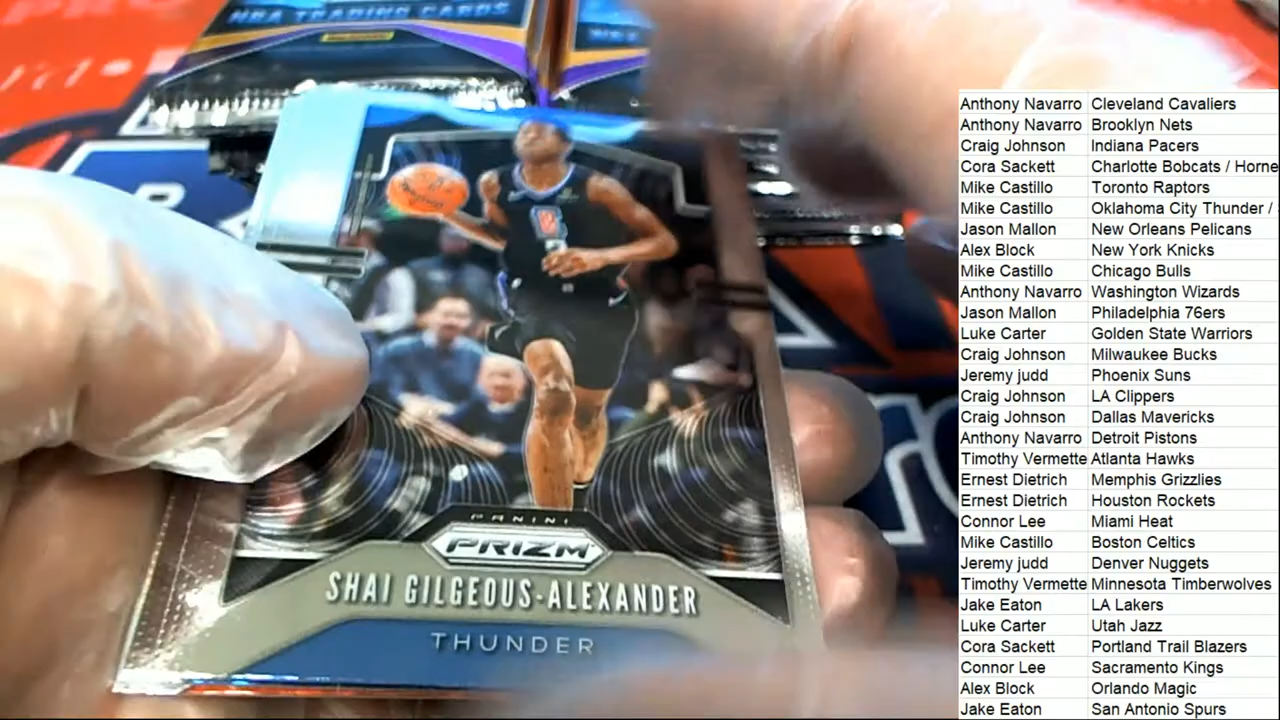 NBA TRADING CARDS
PANINI
PRIZM
SHAI GILGEOUS-ALEXANDER
THUNDER
Anthony Navarro Cleveland Cavaliers
Anthony Navarro Brooklyn Nets
Craig Johnson Indiana Pacers
Cora Sackett Charlotte Bobcats / Horne
Mike Castillo Toronto Raptors
Mike Castillo Oklahoma City Thunder /
Jason Mallon New Orleans Pelicans
Alex Block New York Knicks
Mike Castillo Chicago Bulls
Anthony Navarro Washington Wizards
Jason Mallon Philadelphia 76ers
Luke Carter Golden State Warriors
Craig Johnson Milwaukee Bucks
Jeremy judd Phoenix Suns
Craig Johnson LA Clippers
Craig Johnson Dallas Mavericks
Anthony Navarro Detroit Pistons
Timothy Vermette Atlanta Hawks
Ernest Dietrich Memphis Grizzlies
Ernest Dietrich Houston Rockets
Connor Lee Miami Heat
Mike Castillo Boston Celtics
Jeremy judd Denver Nuggets
Timothy Vermette Minnesota Timberwolves
Jake Eaton LA Lakers
Luke Carter Utah Jazz
Cora Sackett Portland Trail Blazers
Connor Lee Sacramento Kings
Alex Block Orlando Magic
Jake Eaton San Antonio Spurs